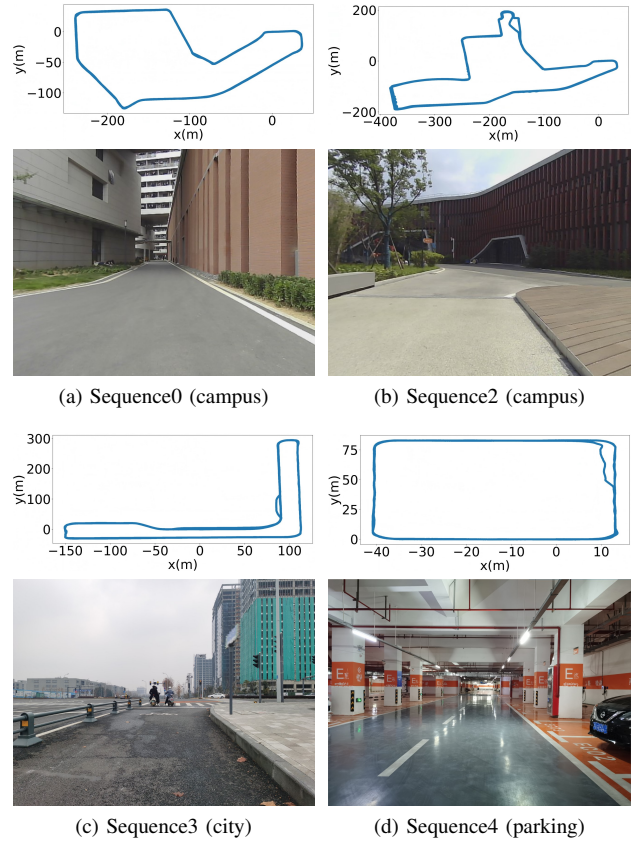 0
−50
−100
y(m)
−200
−100
0
x(m)
200
0
−200
y(m)
−400
−300
−200
−100
0
x(m)
(a) Sequence0 (campus)
(b) Sequence2 (campus)
300
200
100
0
y(m)
−150
−100
−50
0
50
100
x(m)
75
50
25
0
y(m)
−40
−30
−20
−10
0
10
x(m)
E
E
E
E
(c) Sequence3 (city)
(d) Sequence4 (parking)